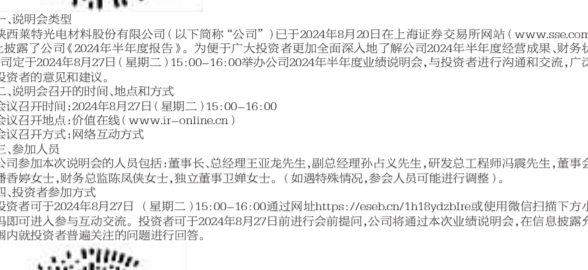 一、说明会类型
陕西莱特光电材料股份有限公司（以下简称“公司”）已于2024年8月20日在上海证券交易所网站（www.sse.com
上披露了公司《2024年半年度报告》。为便于广大投资者更加全面深入地了解公司2024年半年度经营成果、财务状
公司定于2024年8月27日（星期二）15:00-16:00举办公司2024年半年度业绩说明会，与投资者进行沟通和交流，广泛
投资者的意见和建议。
二、说明会召开的时间、地点和方式
会议召开时间：2024年8月27日（星期二）15:00-16:00
会议召开地点：价值在线（www.ir-online.cn）
会议召开方式：网络互动方式
三、参加人员
公司参加本次说明会的人员包括：董事长、总经理王亚龙先生，副总经理孙占义先生，研发总工程师冯震先生，董事会
潘香婷女士，财务总监陈凤侠女士，独立董事卫婵女士。（如遇特殊情况，参会人员可能进行调整）。
四、投资者参加方式
投资者可于2024年8月27日（星期二）15:00-16:00通过网址https://eseb.cn/1h18ydzbIre或使用微信扫描下方小
码即可进入参与互动交流。投资者可于2024年8月27日前进行会前提问，公司将通过本次业绩说明会，在信息披露允
围内就投资者普遍关注的问题进行回答。